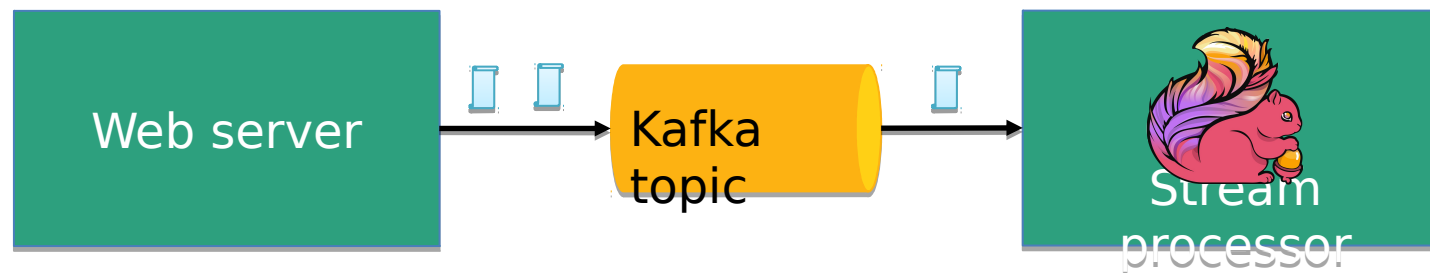 Web server
Kafka
topic
Stream
processor